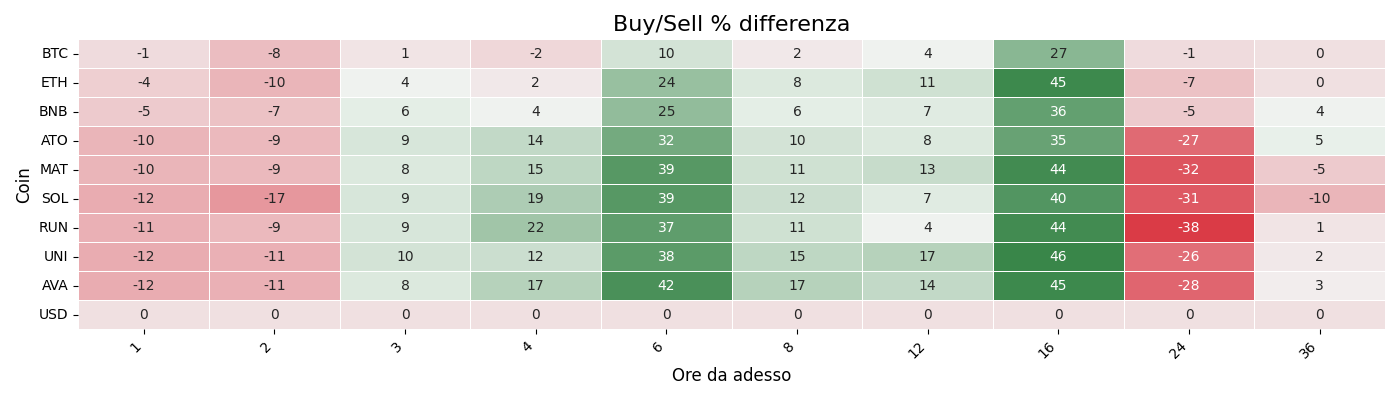 Buy/Sell % differenza
Coin
BTC -1 -8 1 -2 10 2 4 27 -1 0
ETH -4 -10 4 2 24 8 11 45 -7 0
BNB -5 -7 6 4 25 6 7 36 -5 4
ATO -10 -9 9 14 32 10 8 35 -27 5
MAT -10 -9 8 15 39 11 13 44 -32 -5
SOL -12 -17 9 19 39 12 7 40 -31 -10
RUN -11 -9 9 22 37 11 4 44 -38 1
UNI -12 -11 10 12 38 15 17 46 -26 2
AVA -12 -11 8 17 42 17 14 45 -28 3
USD 0 0 0 0 0 0 0 0 0 0
1 2 3 4 6 8 12 16 24 36
Ore da adesso